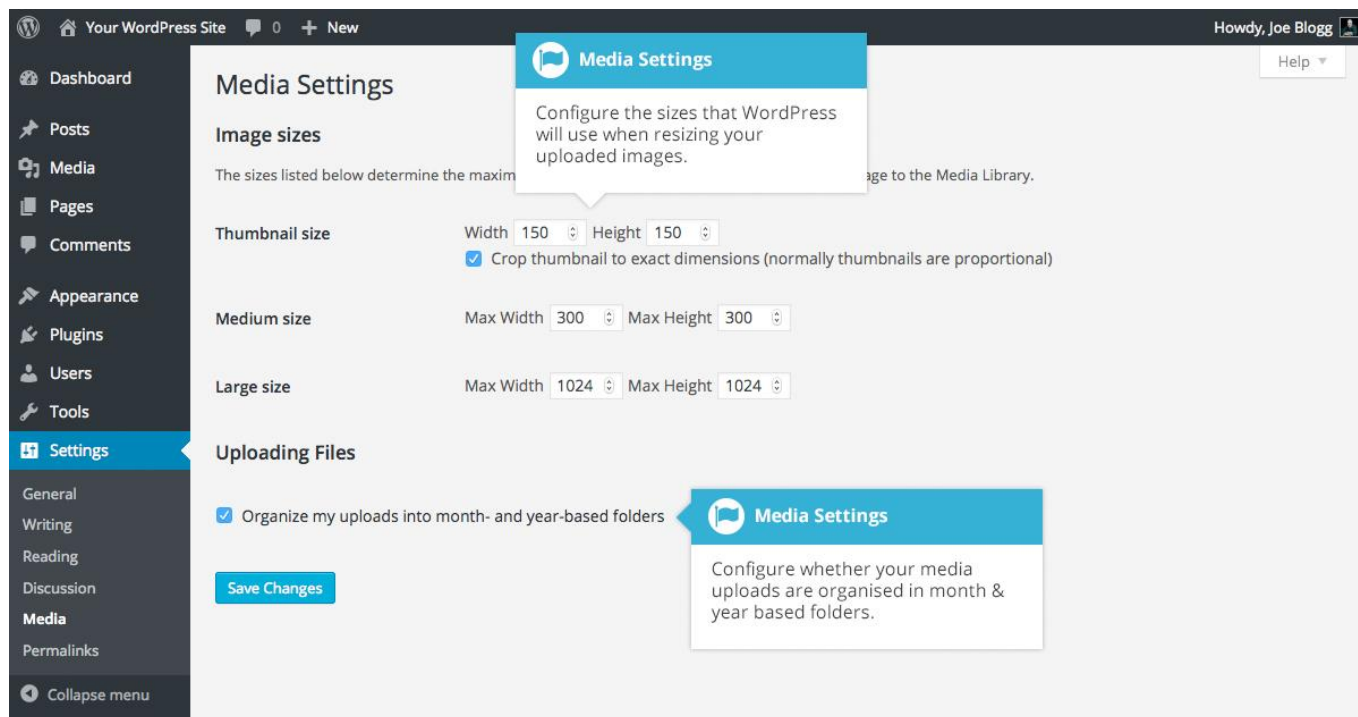 Your WordPress Site 0 + New Howdy, Joe Blogg
Help
Dashboard
Posts
Media
Pages
Comments
Appearance
Plugins
Users
Tools
Settings
General
Writing
Reading
Discussion
Media
Permalinks
Collapse menu
Media Settings
Image sizes
The sizes listed below determine the maxim
age to the Media Library.
Media Settings
Configure the sizes that WordPress
will use when resizing your
uploaded images.
Thumbnail size Width 150 Height 150
Crop thumbnail to exact dimensions (normally thumbnails are proportional)
Medium size Max Width 300 Max Height 300
Large size Max Width 1024 Max Height 1024
Uploading Files
Organize my uploads into month- and year-based folders
Media Settings
Configure whether your media
uploads are organised in month &
year based folders.
Save Changes